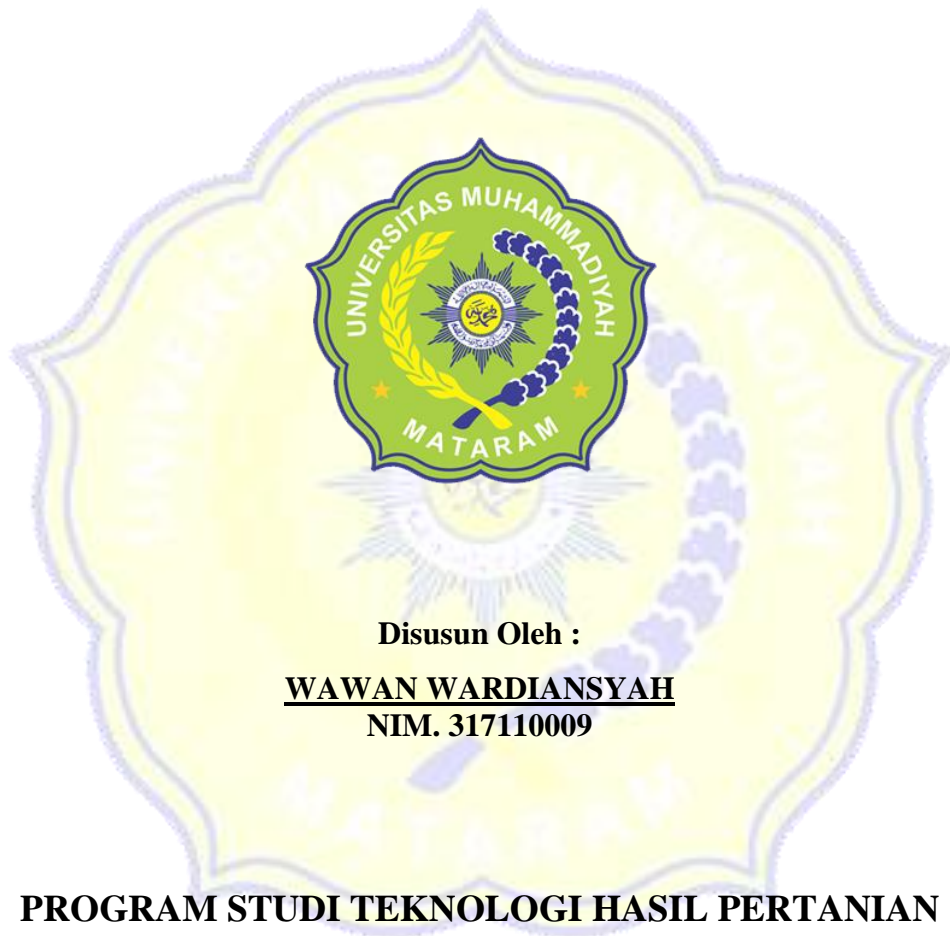 UNIVERSITAS MUHAMMADIYAH
MATARAM
Disusun Oleh :
WAWAN WARDIANSYAH
NIM. 317110009
PROGRAM STUDI TEKNOLOGI HASIL PERTANIAN